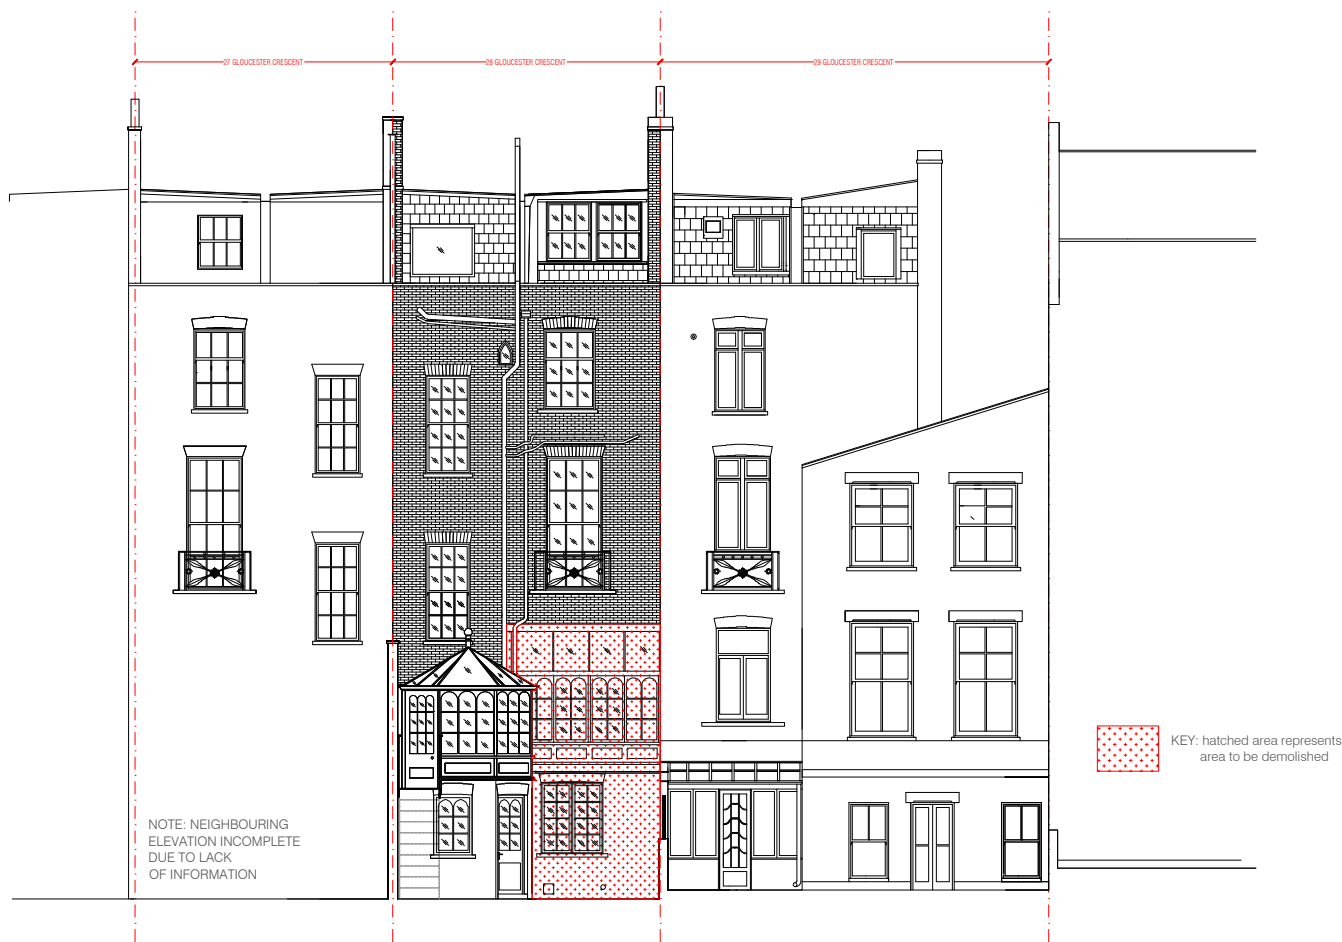 27 GLOUCESTER CRESCENT
28 GLOUCESTER CRESCENT
29 GLOUCESTER CRESCENT
KEY: hatched area represents
area to be demolished
NOTE: NEIGHBOURING
ELEVATION INCOMPLETE
DUE TO LACK
OF INFORMATION